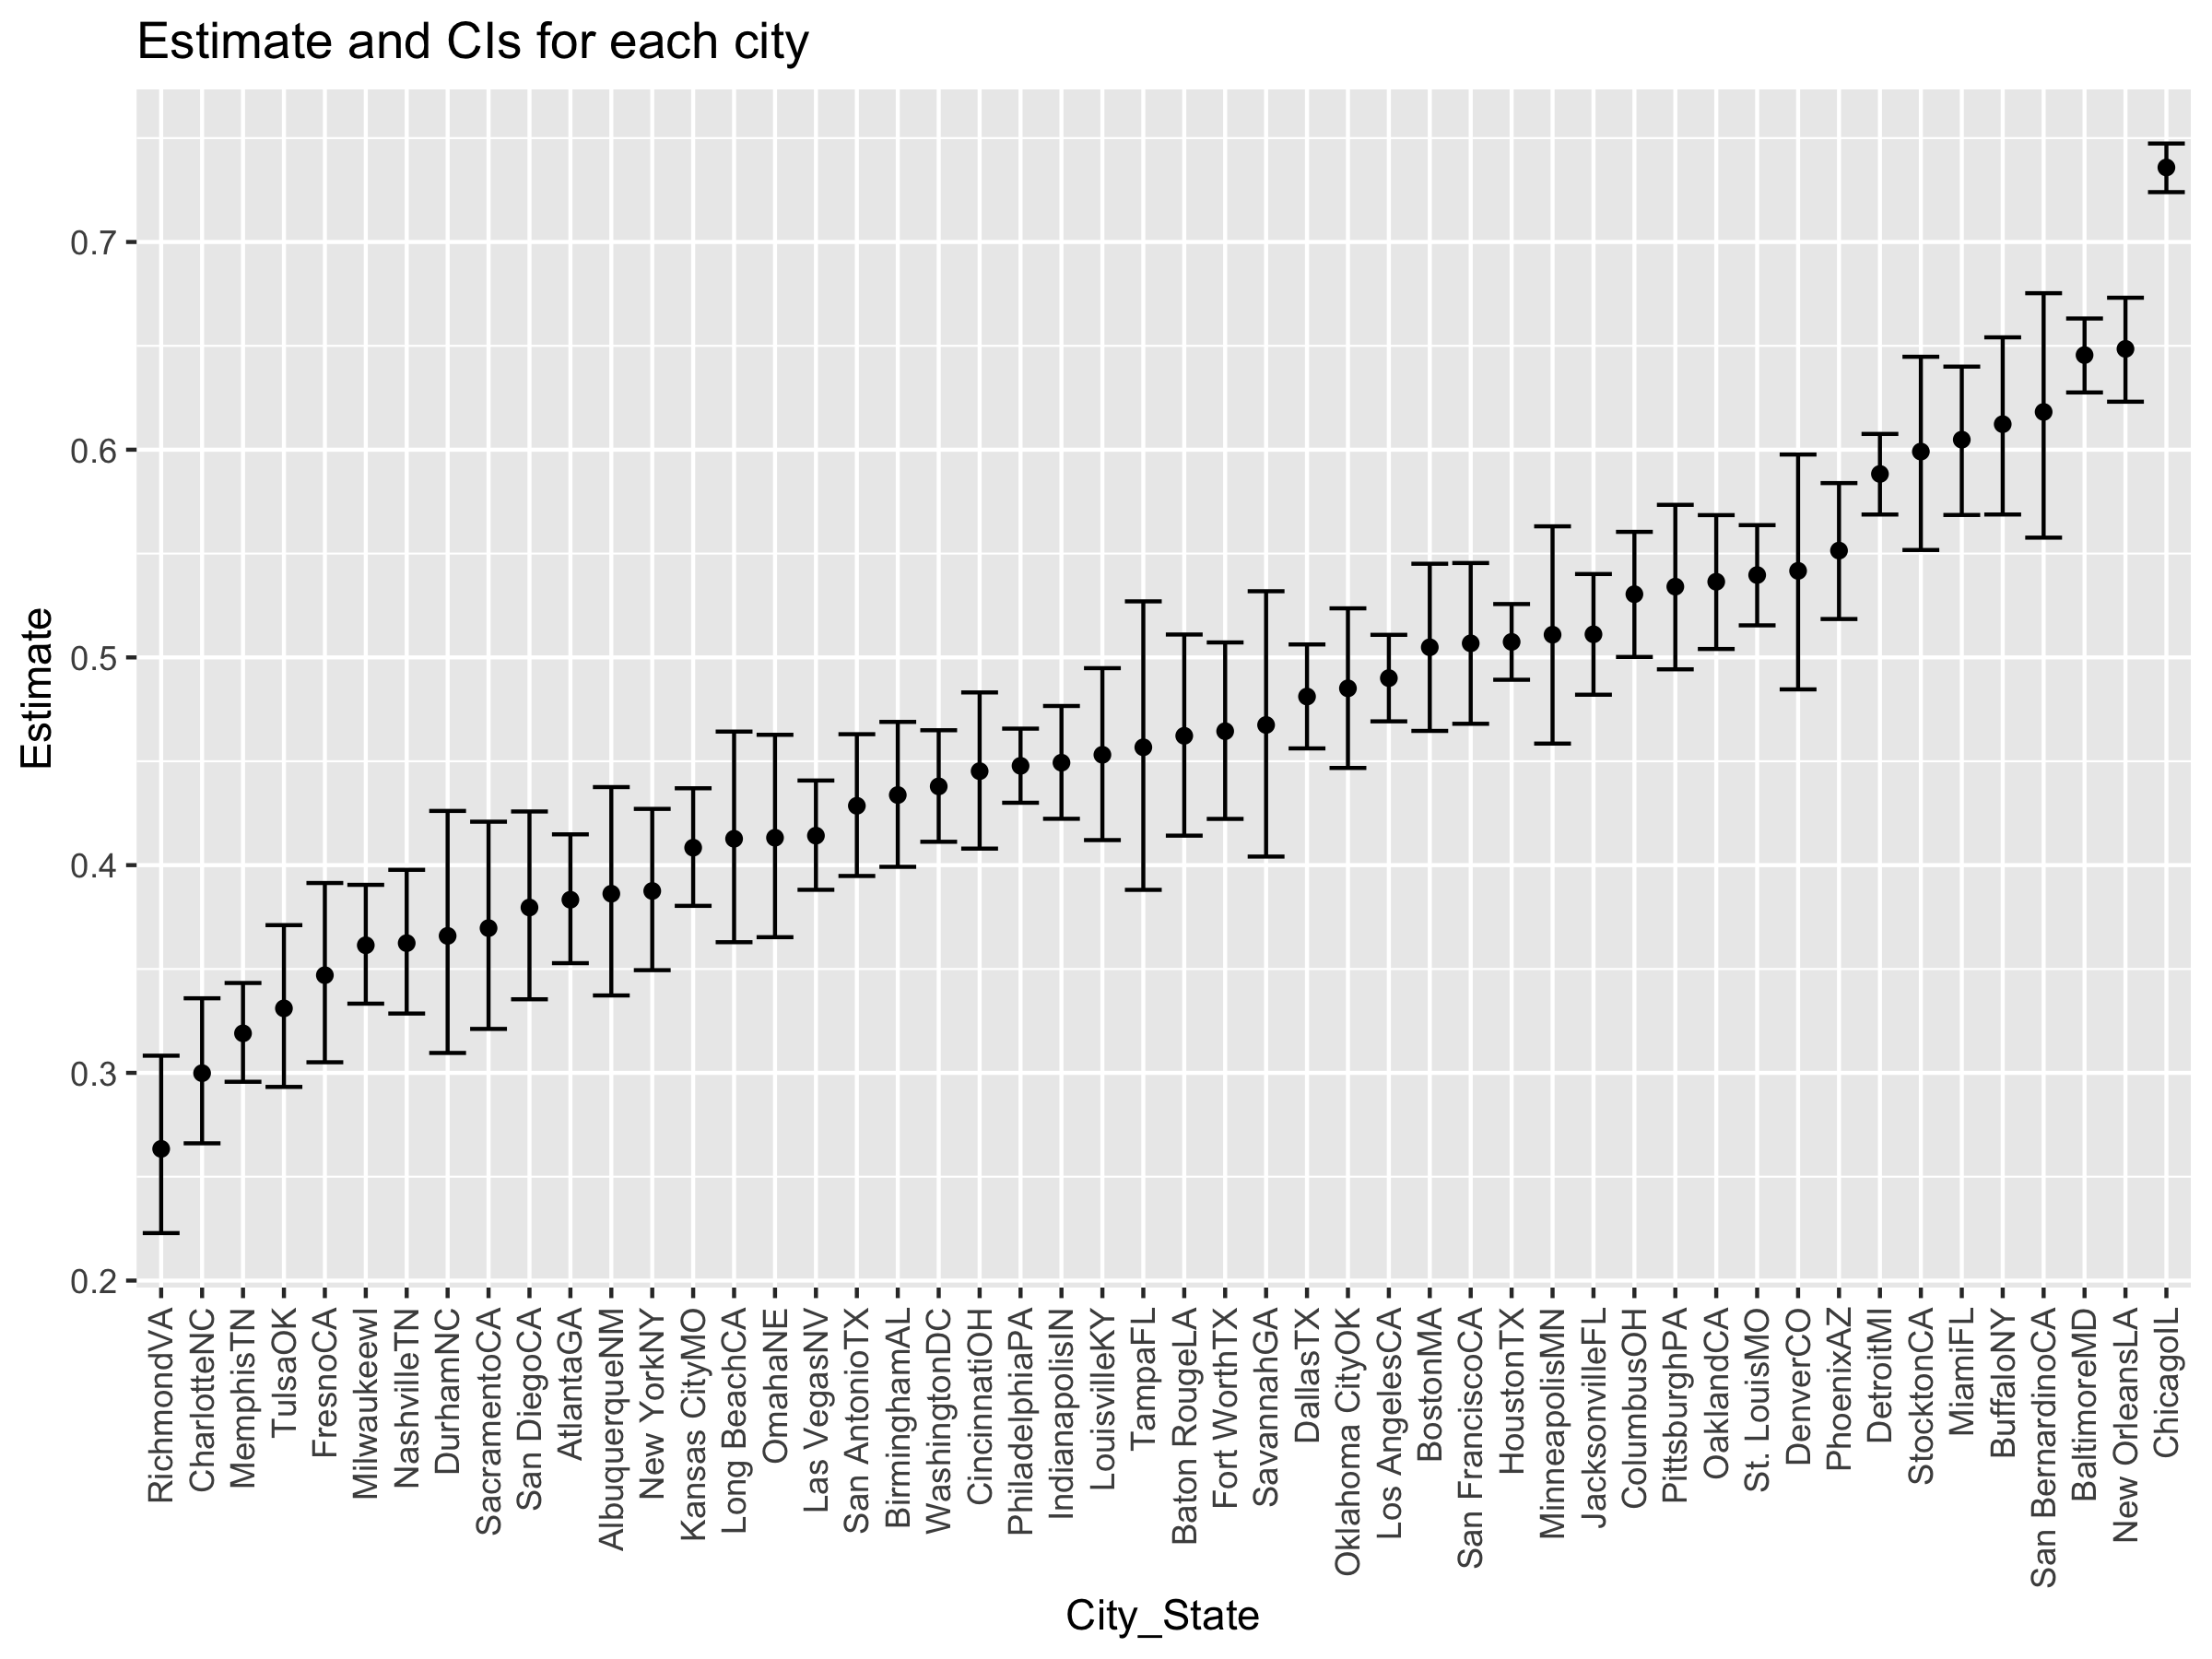 Estimate and CIs for each city
Estimate
0.7
0.6
0.5
0.4
0.3
0.2
RichmondVA
CharlotteNC
MemphisTN
TulsaOK
FresnoCA
MilwaukeewI
NashvilleTN
DurhamNC
SacramentoCA
San DiegoCA
AtlantaGA
AlbuquerqueNM
New YorkNY
Kansas CityMO
Long BeachCA
OmahaNE
Las VegasNV
San AntonioTX
BirminghamAL
WashingtonDC
CincinnatiOH
PhiladelphiaPA
IndianapolisIN
LouisvilleKY
TampaFL
Baton RougeLA
Fort WorthTX
SavannahGA
DallasTX
Oklahoma CityOK
Los AngelesCA
BostonMA
San FranciscoCA
HoustonTX
MinneapolisMN
JacksonvilleFL
ColumbusOH
PittsburghPA
OaklandCA
St. LouisMO
DenverCO
PhoenixAZ
DetroitMI
StocktonCA
MiamiFL
BuffaloNY
San BernardinoCA
BaltimoreMD
New OrleansLA
ChicagoIL
City_State